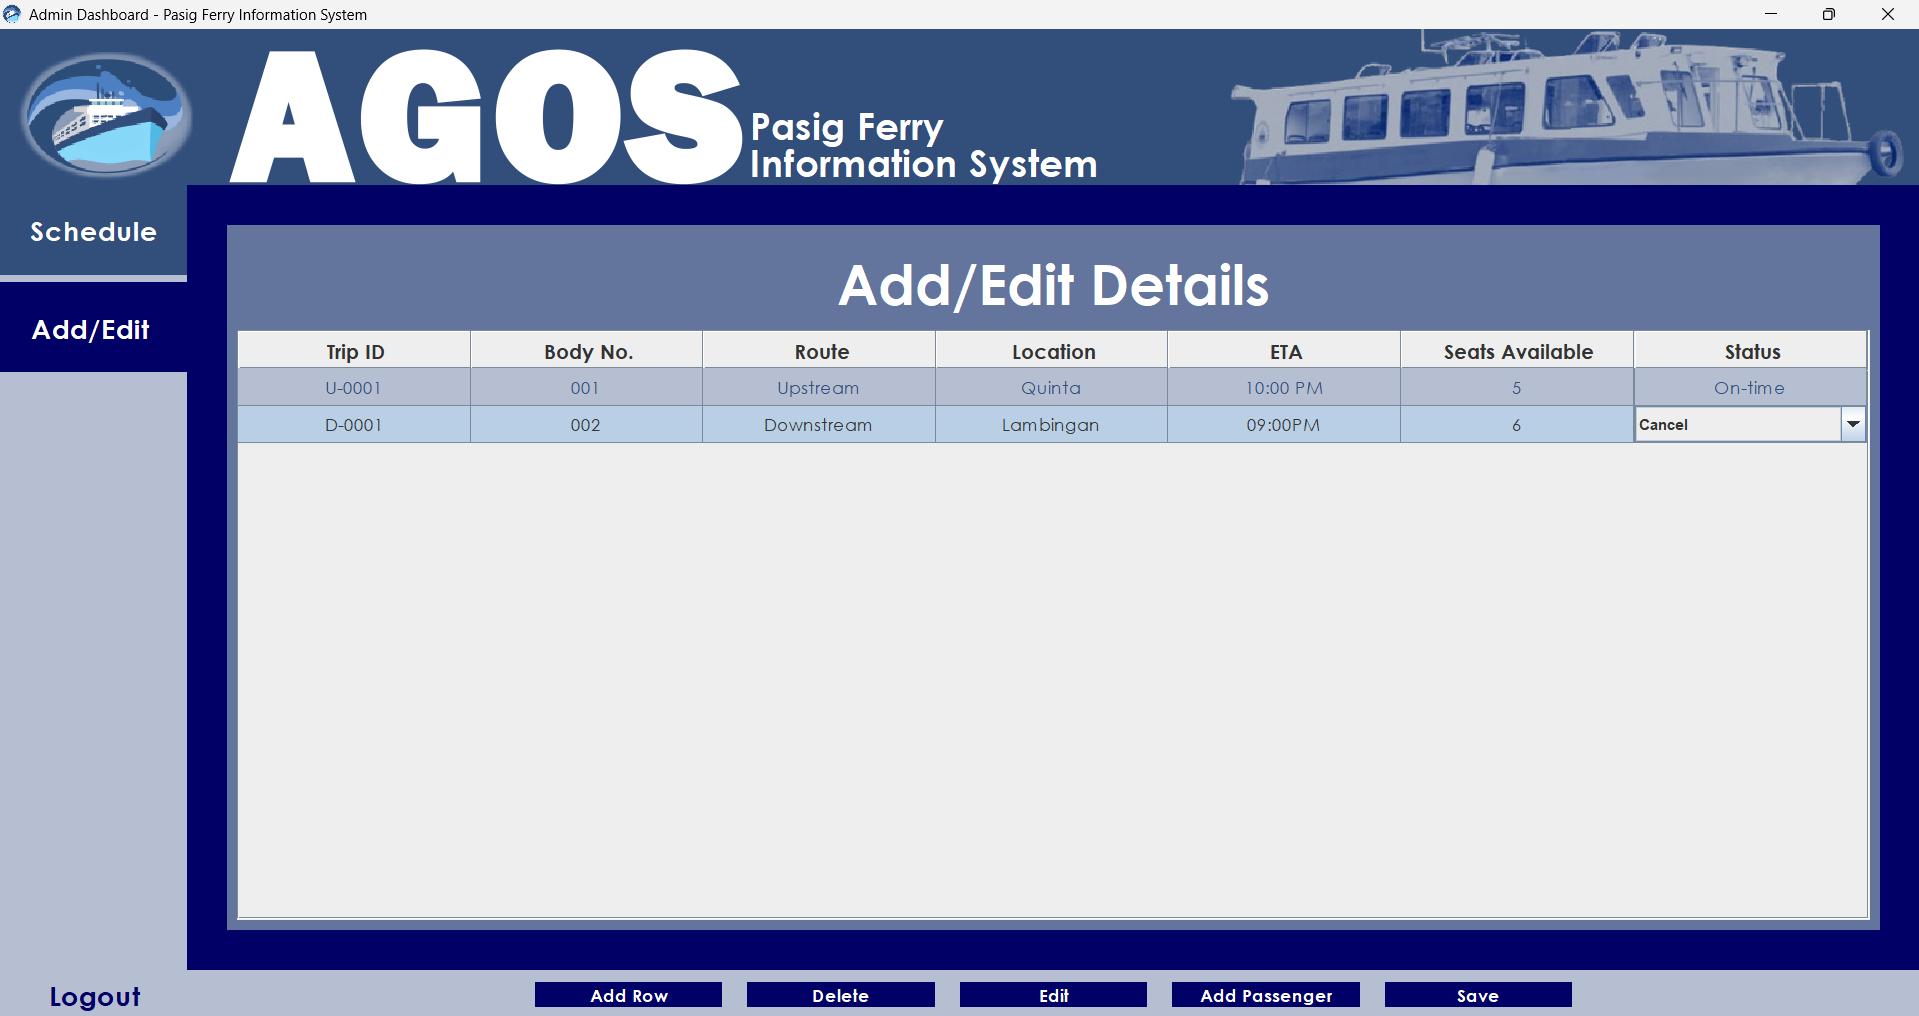 Admin Dashboard - Pasig Ferry Information System
AGOS
Pasig Ferry
Information System
Schedule
Add/Edit
Add/Edit Details
Trip ID Body No. Route Location ETA Seats Available Status
U-0001 001 Upstream Quinta 10:00 PM 5 On-time
D-0001 002 Downstream Lambingan 09:00PM 6 Cancel
Logout Add Row Delete Edit Add Passenger Save